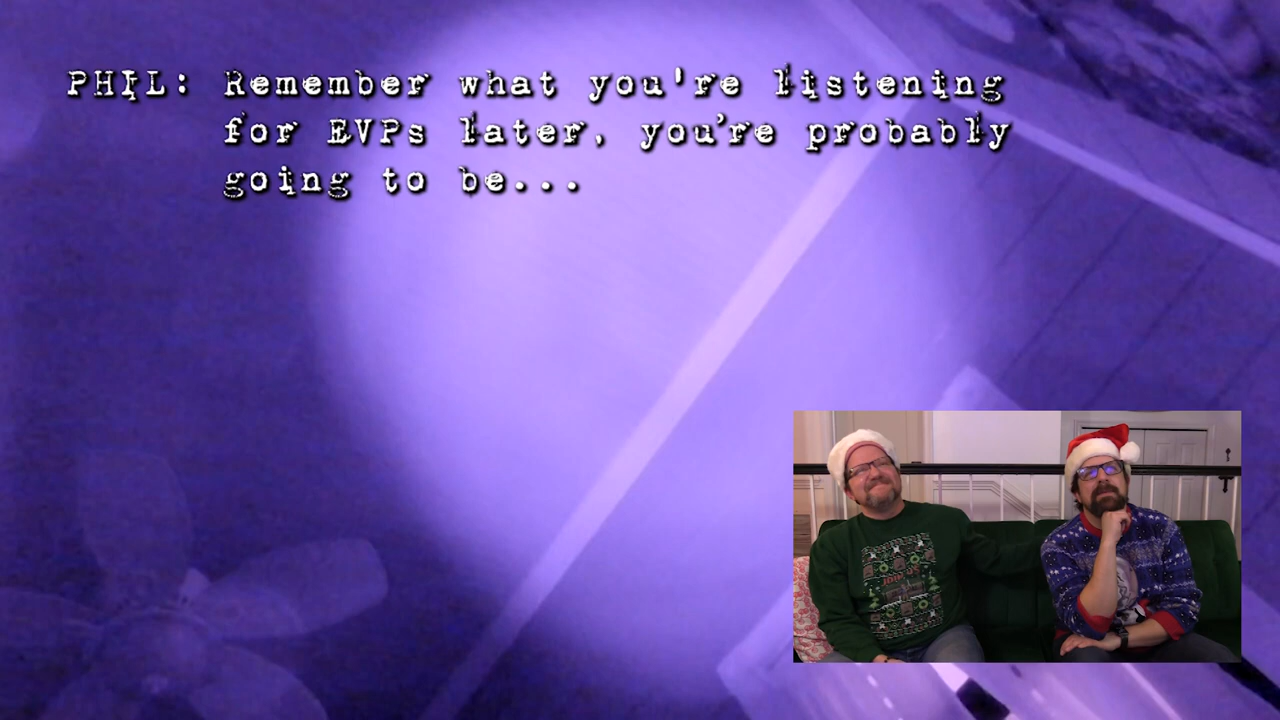 PHIL: Remember what you're listening
for EVPs later, you're probably
going to be...